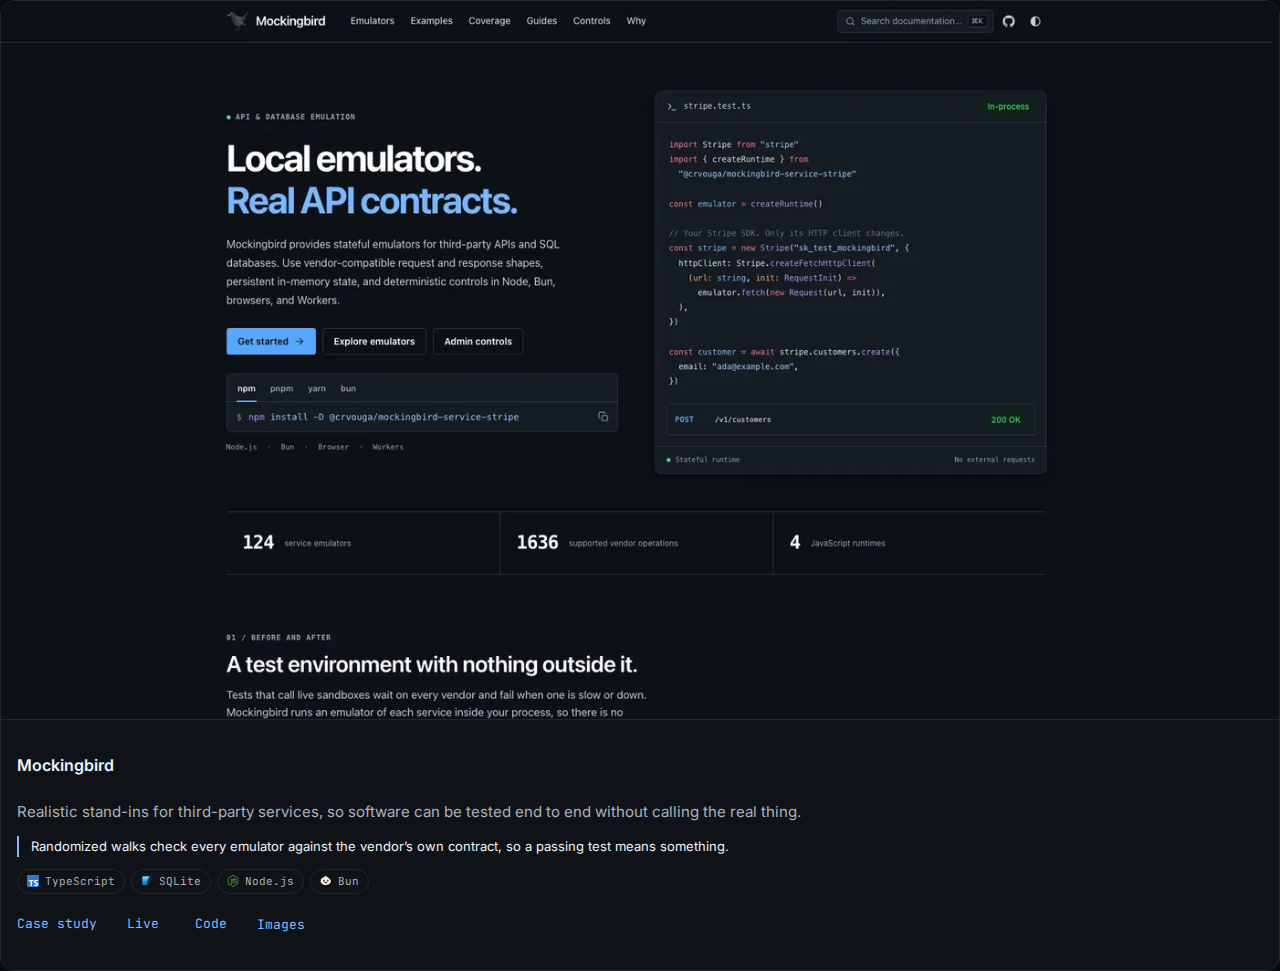 Mockingbird
Emulators
Examples
Coverage
Guides
Controls
Why
Search documentation...
⌘K
API & DATABASE EMULATION
Local emulators.
Real API contracts.
Mockingbird provides stateful emulators for third-party APIs and SQL
databases. Use vendor-compatible request and response shapes,
persistent in-memory state, and deterministic controls in Node, Bun,
browsers, and Workers.
Get started →
Explore emulators
Admin controls
npm
pnpm
yarn
bun
$ npm install -D @crvouga/mockingbird-service-stripe
Node.js · Bun · Browser · Workers
>_ stripe.test.ts
In-process
import Stripe from "stripe"
import { createRuntime } from
"@crvouga/mockingbird-service-stripe"
const emulator = createRuntime()
// Your Stripe SDK. Only its HTTP client changes.
const stripe = new Stripe("sk_test_mockingbird", {
httpClient: Stripe.createFetchHttpClient(
(url: string, init: RequestInit) =>
emulator.fetch(new Request(url, init)),
),
})
const customer = await stripe.customers.create({
email: "ada@example.com",
})
POST /v1/customers
200 OK
Stateful runtime
No external requests
124 service emulators
1636 supported vendor operations
4 JavaScript runtimes
01 / BEFORE AND AFTER
A test environment with nothing outside it.
Tests that call live sandboxes wait on every vendor and fail when one is slow or down.
Mockingbird runs an emulator of each service inside your process, so there is no
Mockingbird
Realistic stand-ins for third-party services, so software can be tested end to end without calling the real thing.
Randomized walks check every emulator against the vendor’s own contract, so a passing test means something.
TS TypeScript
SQLite
Node.js
Bun
Case study
Live
Code
Images